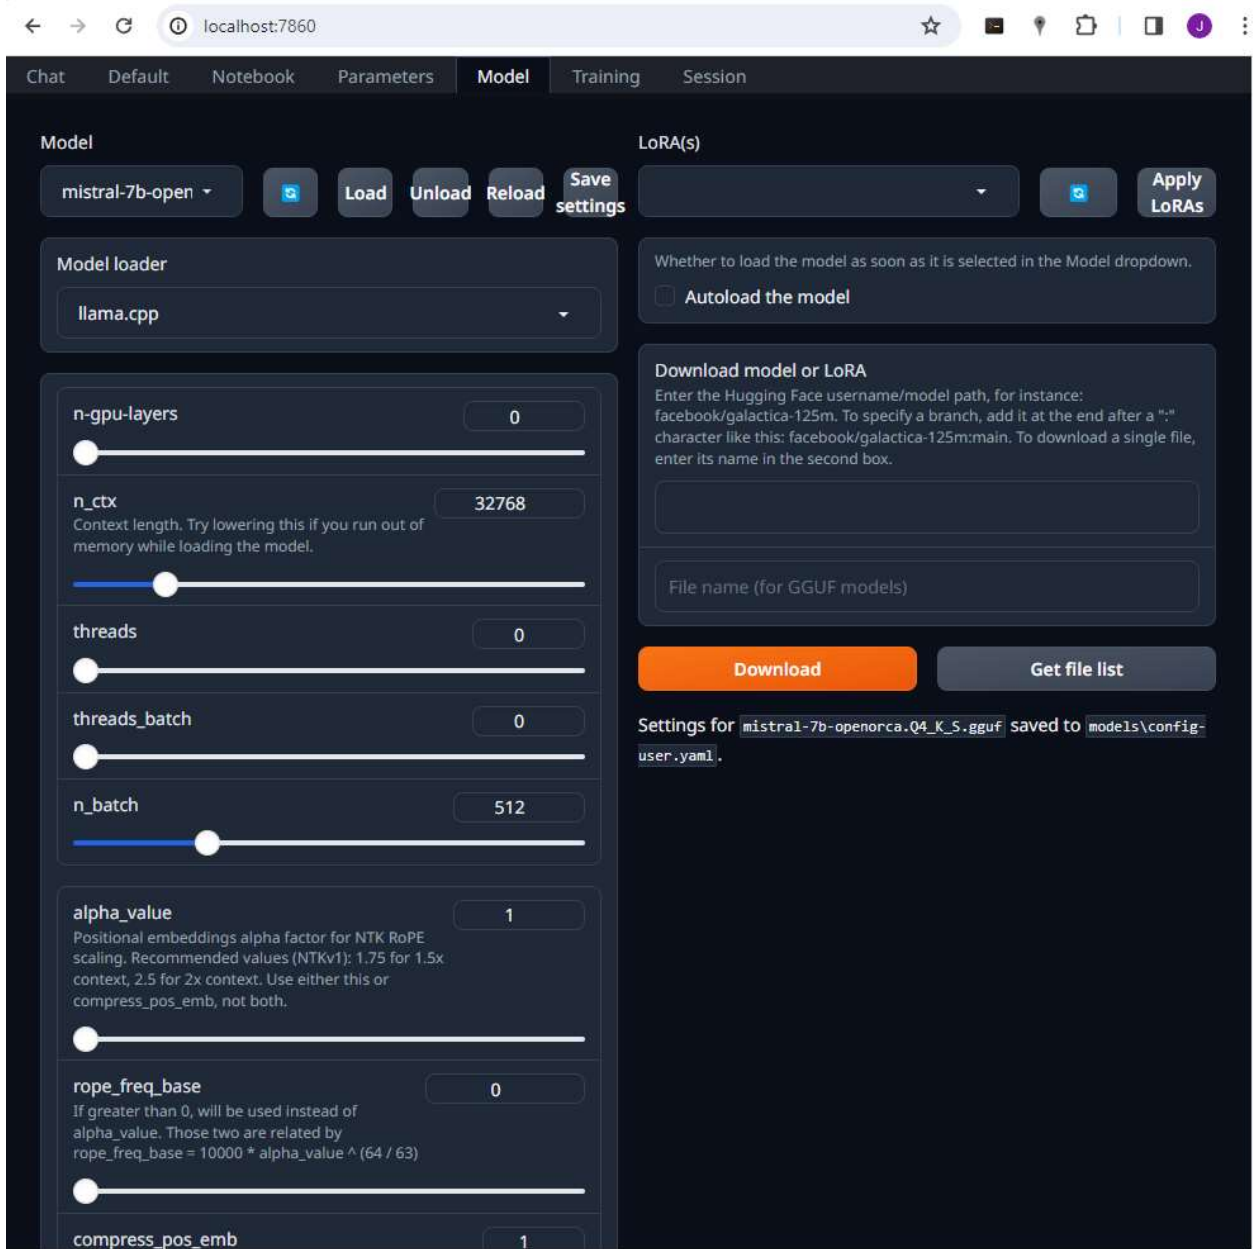 localhost:7860
J
Chat Default Notebook Parameters Model Training Session
Model
mistral-7b-open
Load
Unload
Reload
Save
settings
LoRA(s)
Apply
LoRAs
Model loader
llama.cpp
n-gpu-layers
0
n_ctx
32768
Context length. Try lowering this if you run out of
memory while loading the model.
threads
0
threads_batch
0
n_batch
512
alpha_value
1
Positional embeddings alpha factor for NTK RoPE
scaling. Recommended values (NTKv1): 1.75 for 1.5x
context, 2.5 for 2x context. Use either this or
compress_pos_emb, not both.
rope_freq_base
0
If greater than 0, will be used instead of
alpha_value. Those two are related by
rope_freq_base = 10000 * alpha_value ^ (64 / 63)
compress_pos_emb
1
Whether to load the model as soon as it is selected in the Model dropdown.
Autoload the model
Download model or LoRA
Enter the Hugging Face username/model path, for instance:
facebook/galactica-125m. To specify a branch, add it at the end after a ":"
character like this: facebook/galactica-125m:main. To download a single file,
enter its name in the second box.
File name (for GGUF models)
Download
Get file list
Settings for mistral-7b-openorca.Q4_K_S.gguf saved to models\config-
user.yaml.